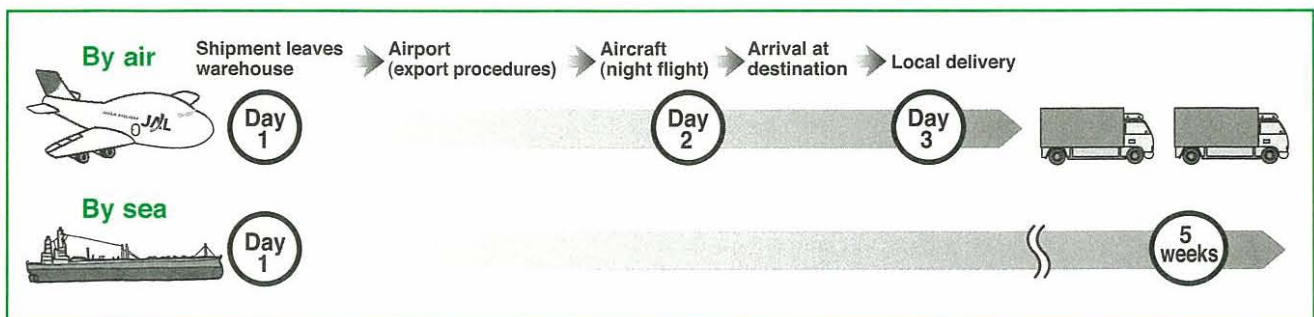 By air
Shipment leaves
warehouse
Airport
(export procedures)
Aircraft
(night flight)
Arrival at
destination
Local delivery
JAL
Day
1
Day
2
Day
3
By sea
Day
1
5
weeks